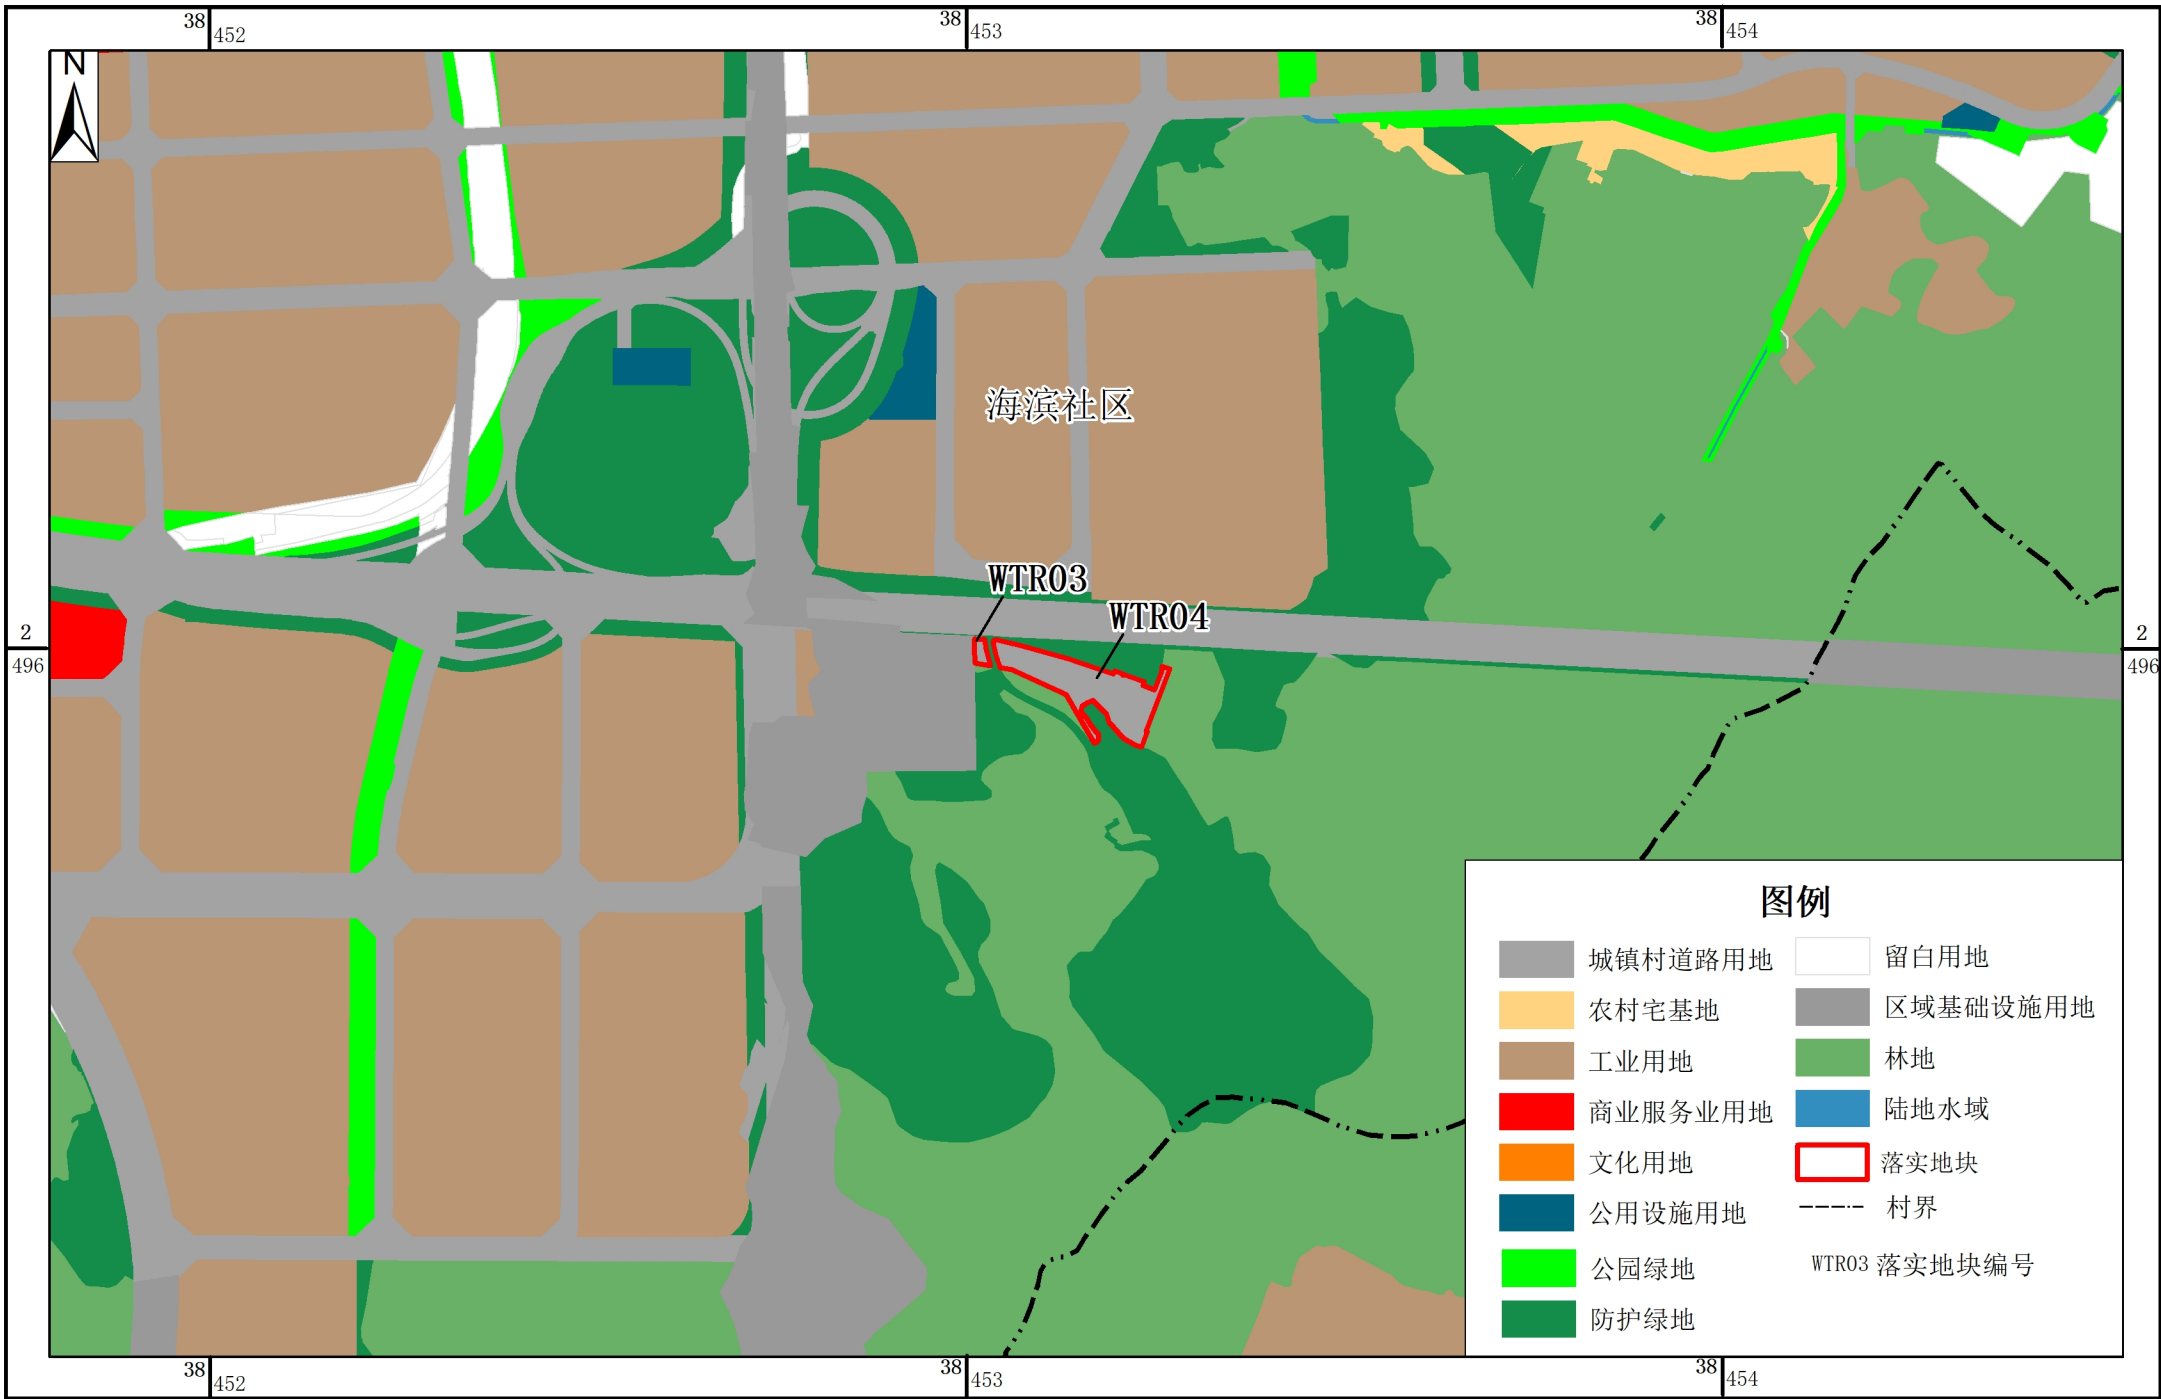 38 452
38 453
38 454
N
海滨社区
WTR03
WTR04
2
496
2
496
图例
城镇村道路用地
农村宅基地
工业用地
商业服务业用地
文化用地
公用设施用地
公园绿地
防护绿地
留白用地
区域基础设施用地
林地
陆地水域
落实地块
村界
WTR03 落实地块编号
38 452
38 453
38 454